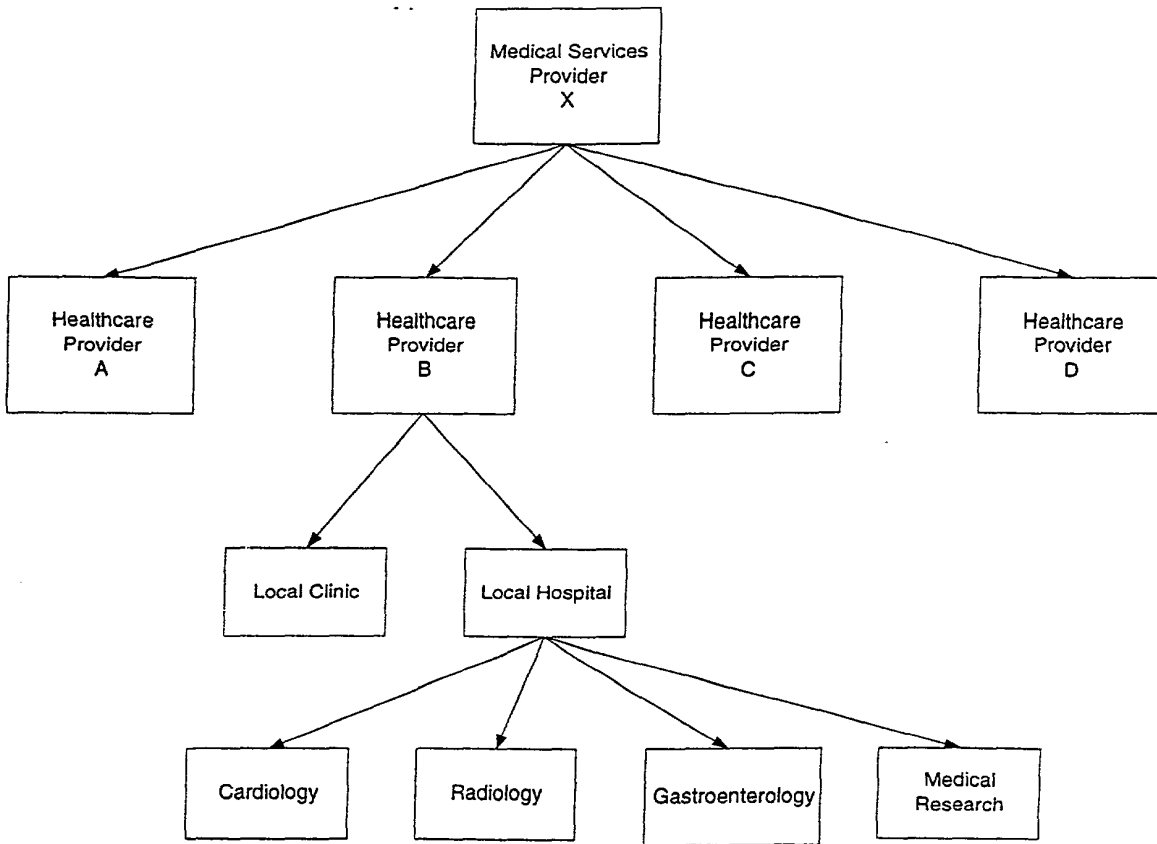 Medical Services
Provider
X
Healthcare
Provider
A
Healthcare
Provider
B
Healthcare
Provider
C
Healthcare
Provider
D
Local Clinic
Local Hospital
Cardiology
Radiology
Gastroenterology
Medical
Research